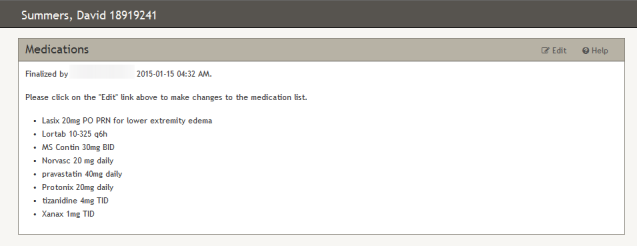 Summers, David 18919241
Medications
Edit
Help
Finalized by 2015-01-15 04:32 AM.
Please click on the "Edit" link above to make changes to the medication list.
• Lasix 20mg PO PRN for lower extremity edema
• Lortab 10-325 q6h
• MS Contin 30mg BID
• Norvasc 20 mg daily
• pravastatin 40mg daily
• Protonix 20mg daily
• tizanidine 4mg TID
• Xanax 1mg TID